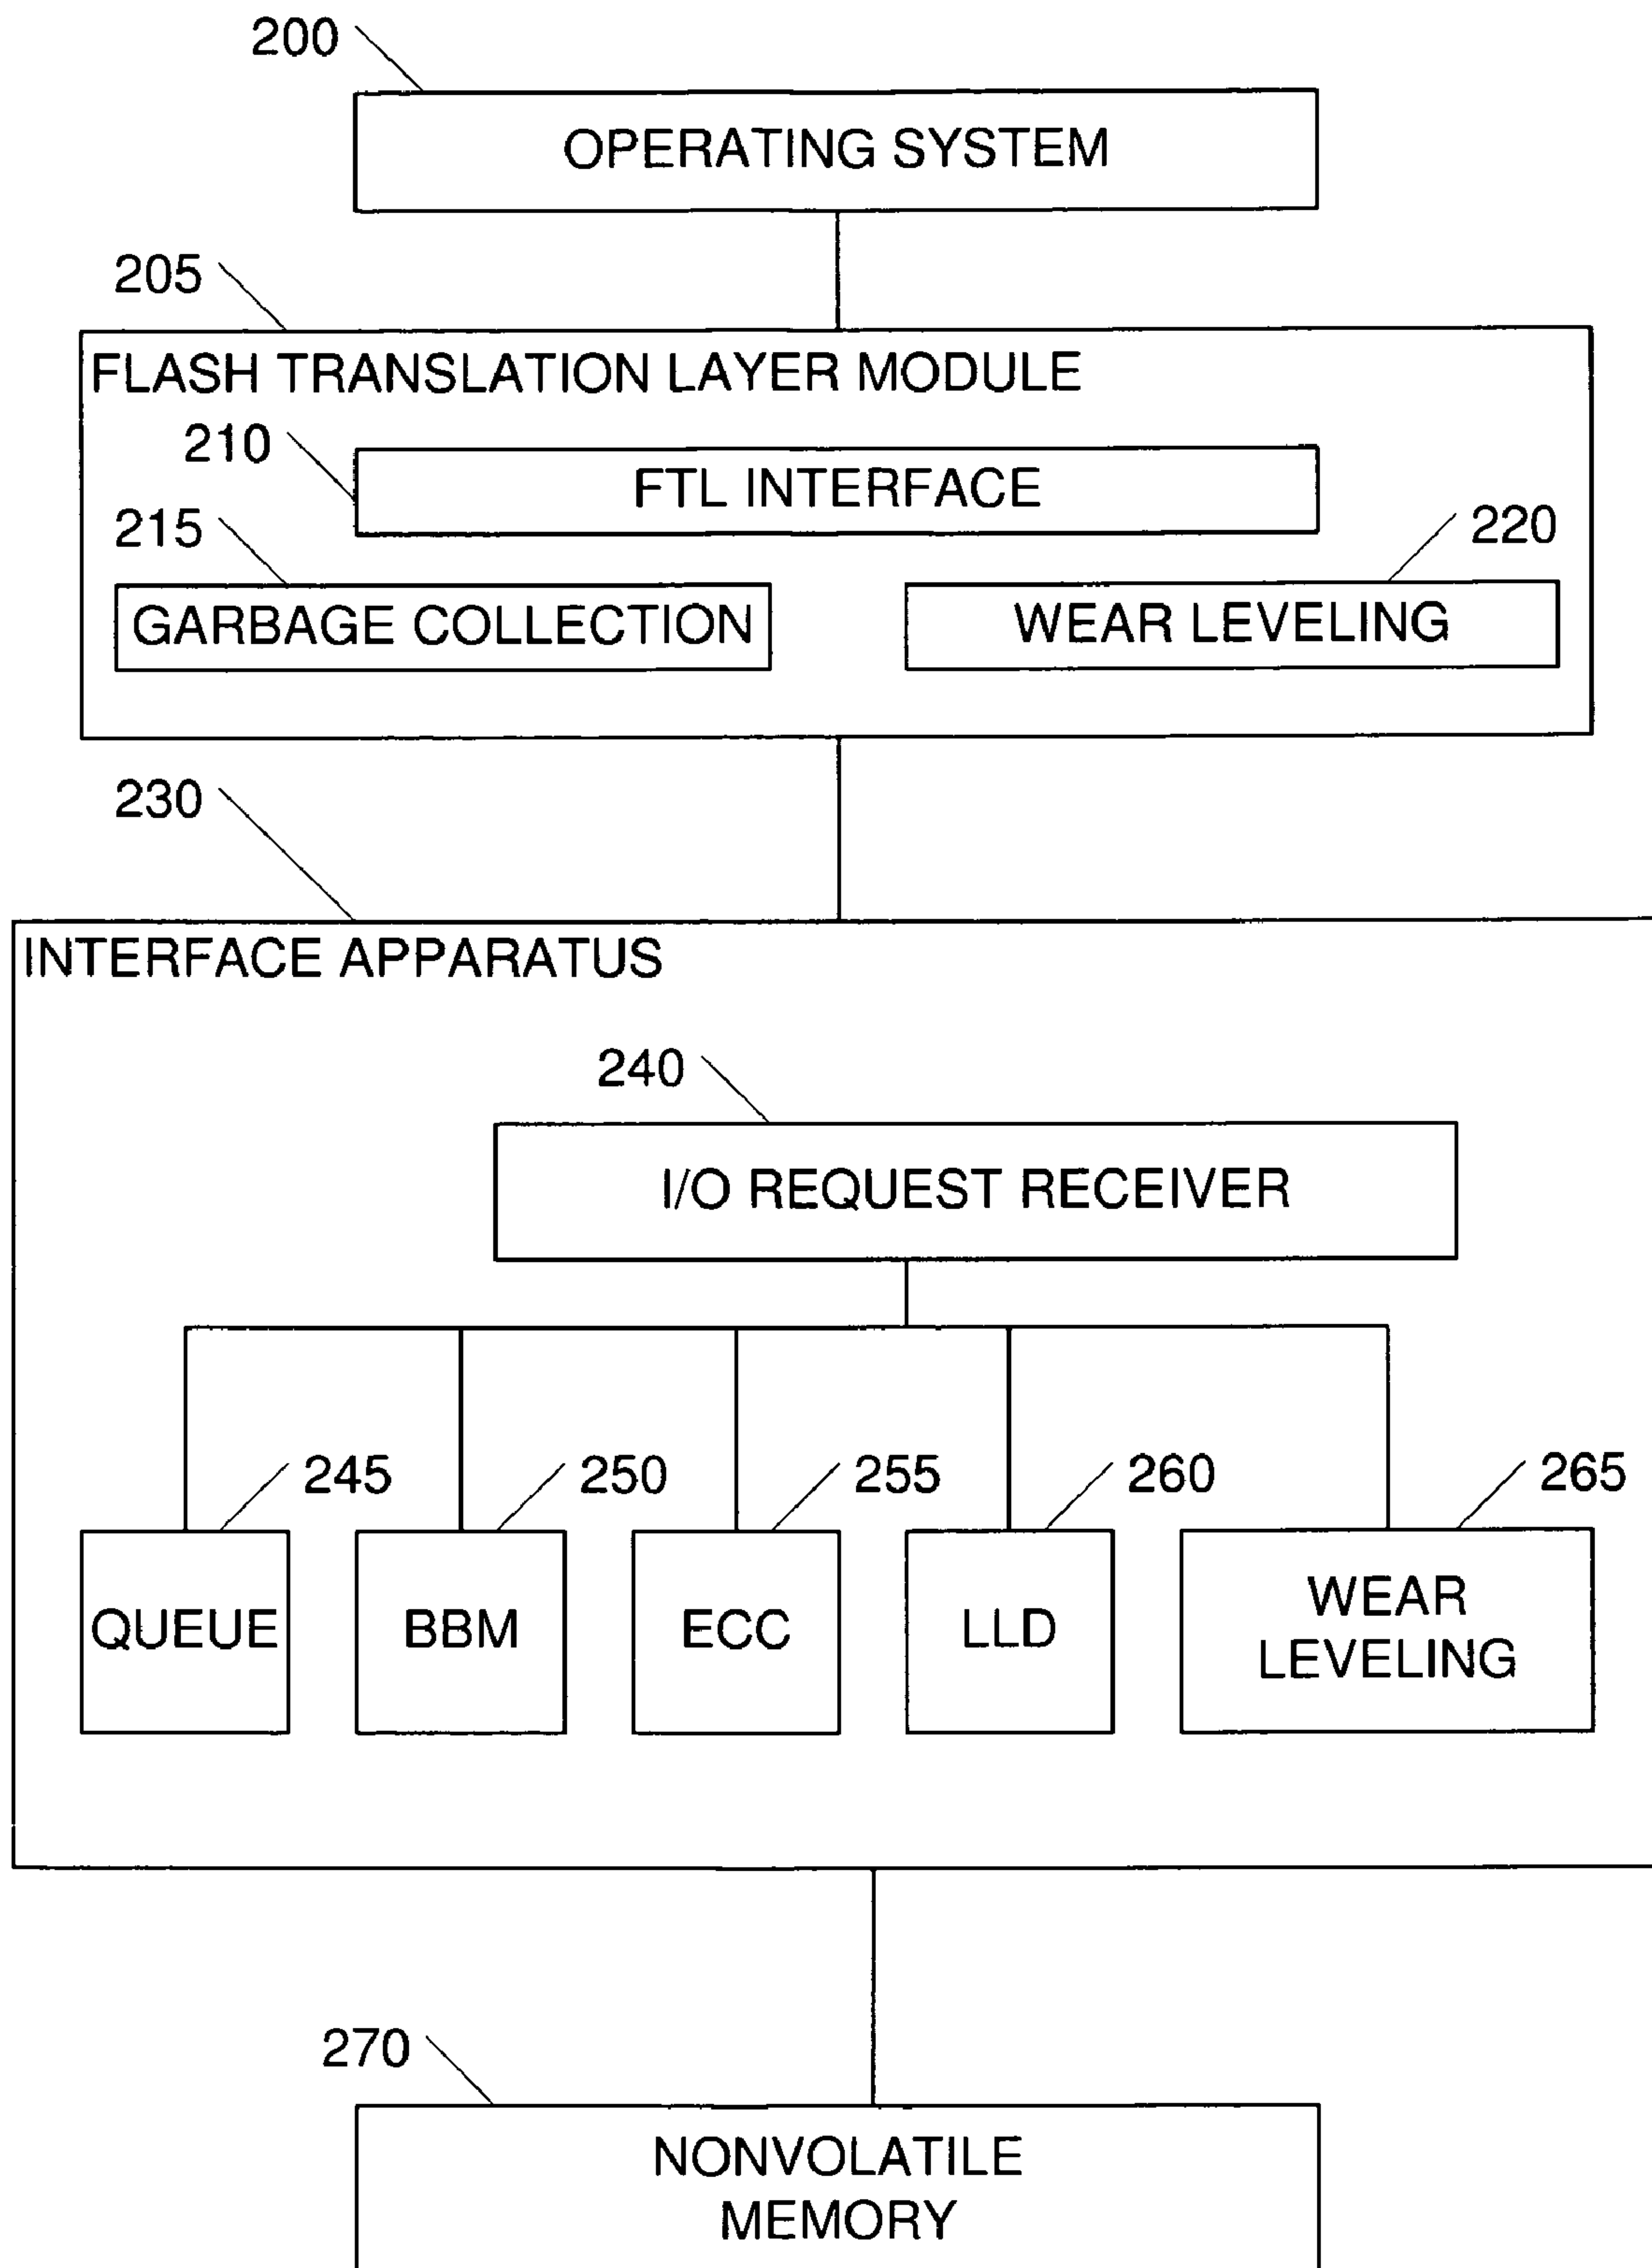 200
OPERATING SYSTEM
205
FLASH TRANSLATION LAYER MODULE
210
FTL INTERFACE
215
220
GARBAGE COLLECTION
WEAR LEVELING
230
INTERFACE APPARATUS
240
I/O REQUEST RECEIVER
245
250
255
260
265
QUEUE
BBM
ECC
LLD
WEAR
LEVELING
270
NONVOLATILE
MEMORY